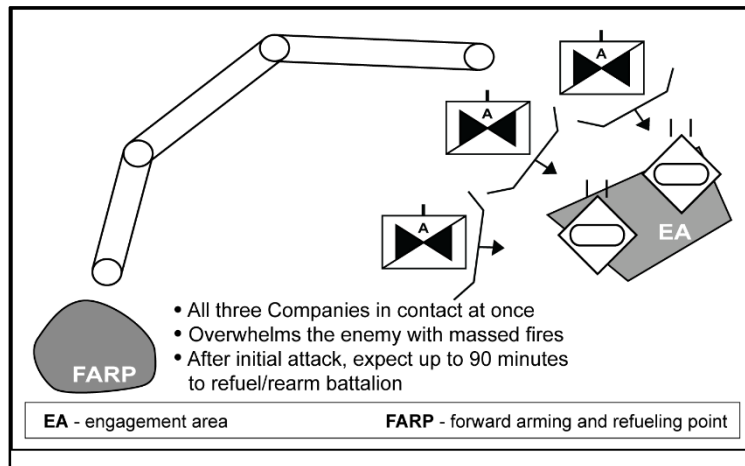 A
A
A
EA
FARP
• All three Companies in contact at once
• Overwhelms the enemy with massed fires
• After initial attack, expect up to 90 minutes
to refuel/rearm battalion
EA - engagement area FARP - forward arming and refueling point